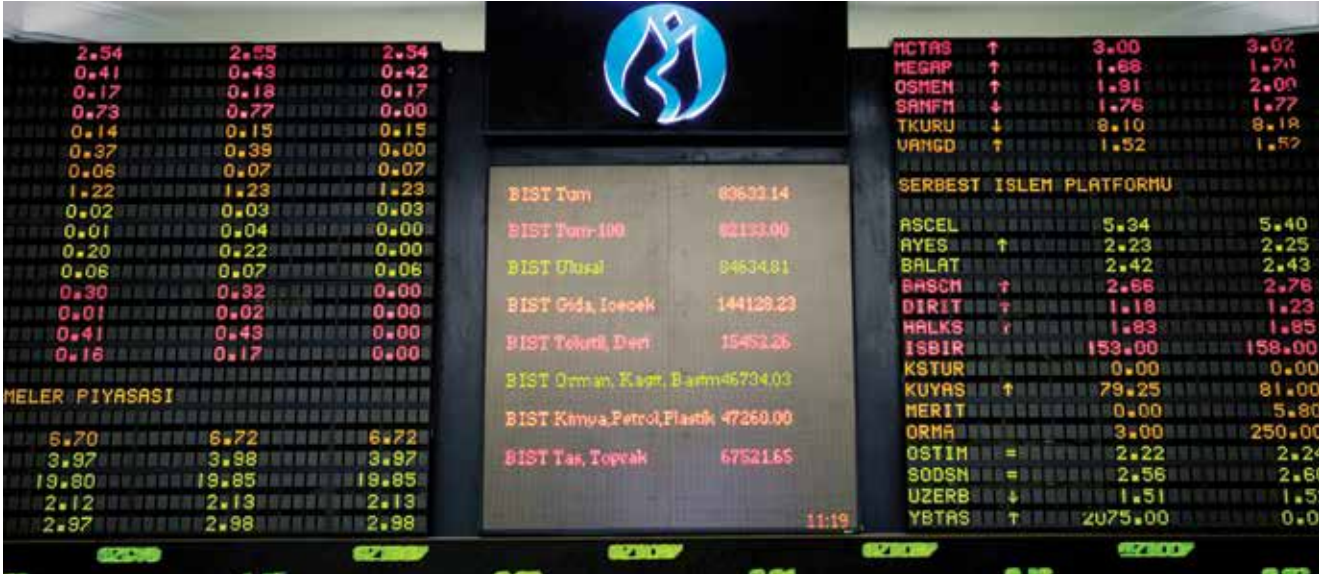 2.54 2.55 2.54
0.41 0.43 0.42
0.17 0.18 0.17
0.73 0.77 0.00
0.14 0.15 0.15
0.37 0.39 0.00
0.06 0.07 0.07
1.22 1.23 1.23
0.02 0.03 0.03
0.01 0.04 0.00
0.20 0.22 0.00
0.06 0.07 0.06
0.30 0.32 0.00
0.01 0.02 0.00
0.41 0.43 0.00
0.16 0.17 0.00
MELER PIYASASI
6.70 6.72 6.72
3.97 3.98 3.97
19.80 19.85 19.85
2.12 2.13 2.13
2.97 2.98 2.98
BIST Tum 83633.14
BIST Tum-100 82133.00
BIST Ulusal 84634.81
BIST Gida, Icecek 144128.23
BIST Tekstil, Deri 15453.26
BIST Orman, Kagit, Basim 46734.03
BIST Kimya,Petrol,Plastik 47260.00
BIST Tas, Toprak 67521.65
11:19
MCTAS ↑ 3.00 3.02
MEGAP ↑ 1.68 1.70
OSMEN ↑ 1.91 2.00
SANFM ↓ 1.76 1.77
TKURU ↓ 8.10 8.18
VANGD ↑ 1.52 1.52
SERBEST ISLEM PLATFORMU
ASCEL 5.34 5.40
AYES ↑ 2.23 2.25
BALAT 2.42 2.43
BASCM ↑ 2.66 2.76
DIRIT ↑ 1.18 1.23
HALKS ↑ 1.83 1.85
ISBIR 153.00 158.00
KSTUR 0.00 0.00
KUYAS ↑ 79.25 81.00
MERIT 0.00 5.80
ORMA 3.00 250.00
OSTIM = 2.22 2.24
SODSN = 2.56 2.6
UZERB ↓ 1.51 1.5
YBTAS ↑ 2075.00 0.0